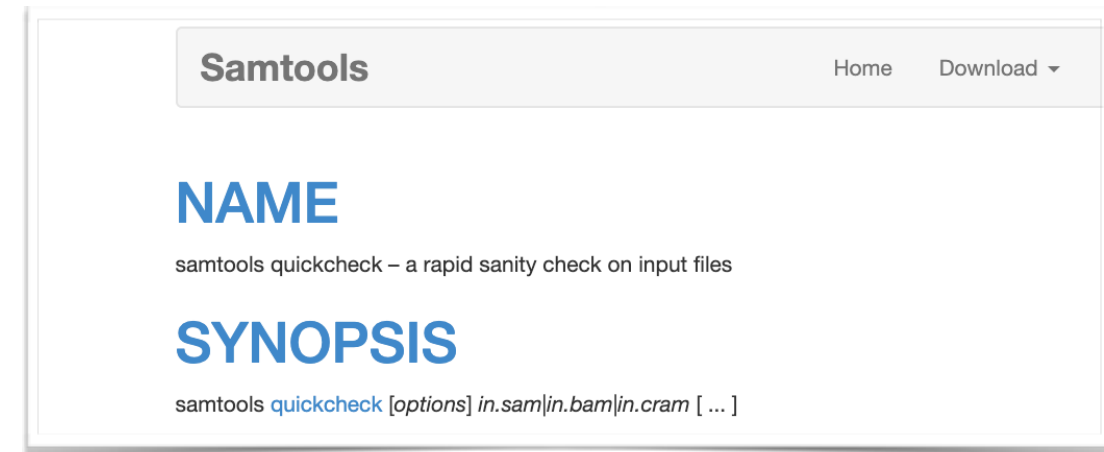 Samtools Home Download
NAME
samtools quickcheck – a rapid sanity check on input files
SYNOPSIS
samtools quickcheck [options] in.sam|in.bam|in.cram [ ... ]